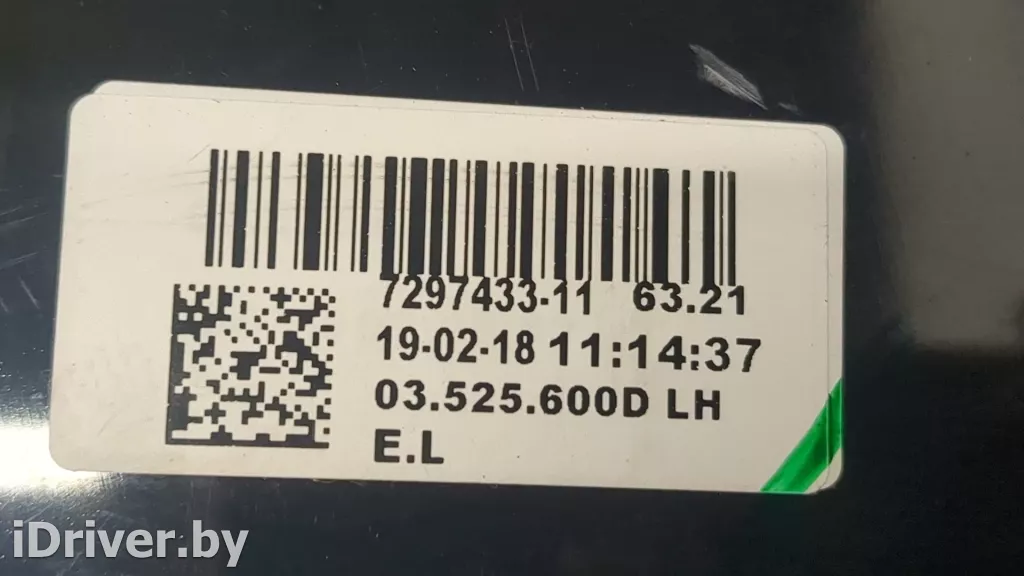 7297433-11 63.21
19-02-18 11:14:37
03.525.600D LH
E.L
iDriver.by